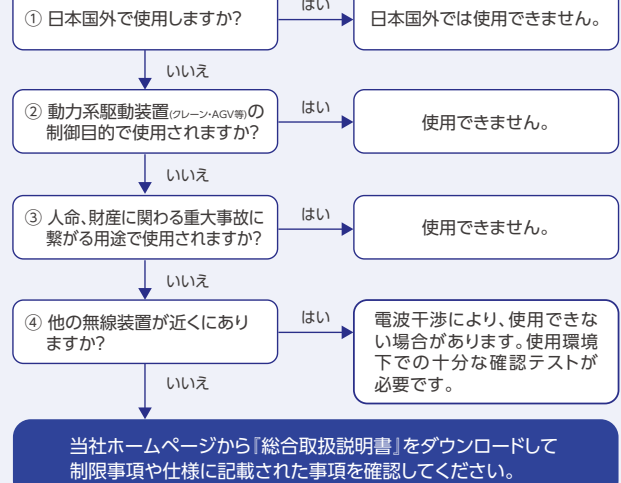 ① 日本国外で使用しますか?
はい
日本国外では使用できません。
いいえ
② 動力系駆動装置(クレーン・AGV等)の
制御目的で使用されますか?
はい
使用できません。
いいえ
③ 人命、財産に関わる重大事故に
繋がる用途で使用されますか?
はい
使用できません。
いいえ
④ 他の無線装置が近くにあり
ますか?
はい
電波干渉により、使用できな
い場合があります。使用環境
下での十分な確認テストが
必要です。
いいえ
当社ホームページから『総合取扱説明書』をダウンロードして
制限事項や仕様に記載された事項を確認してください。